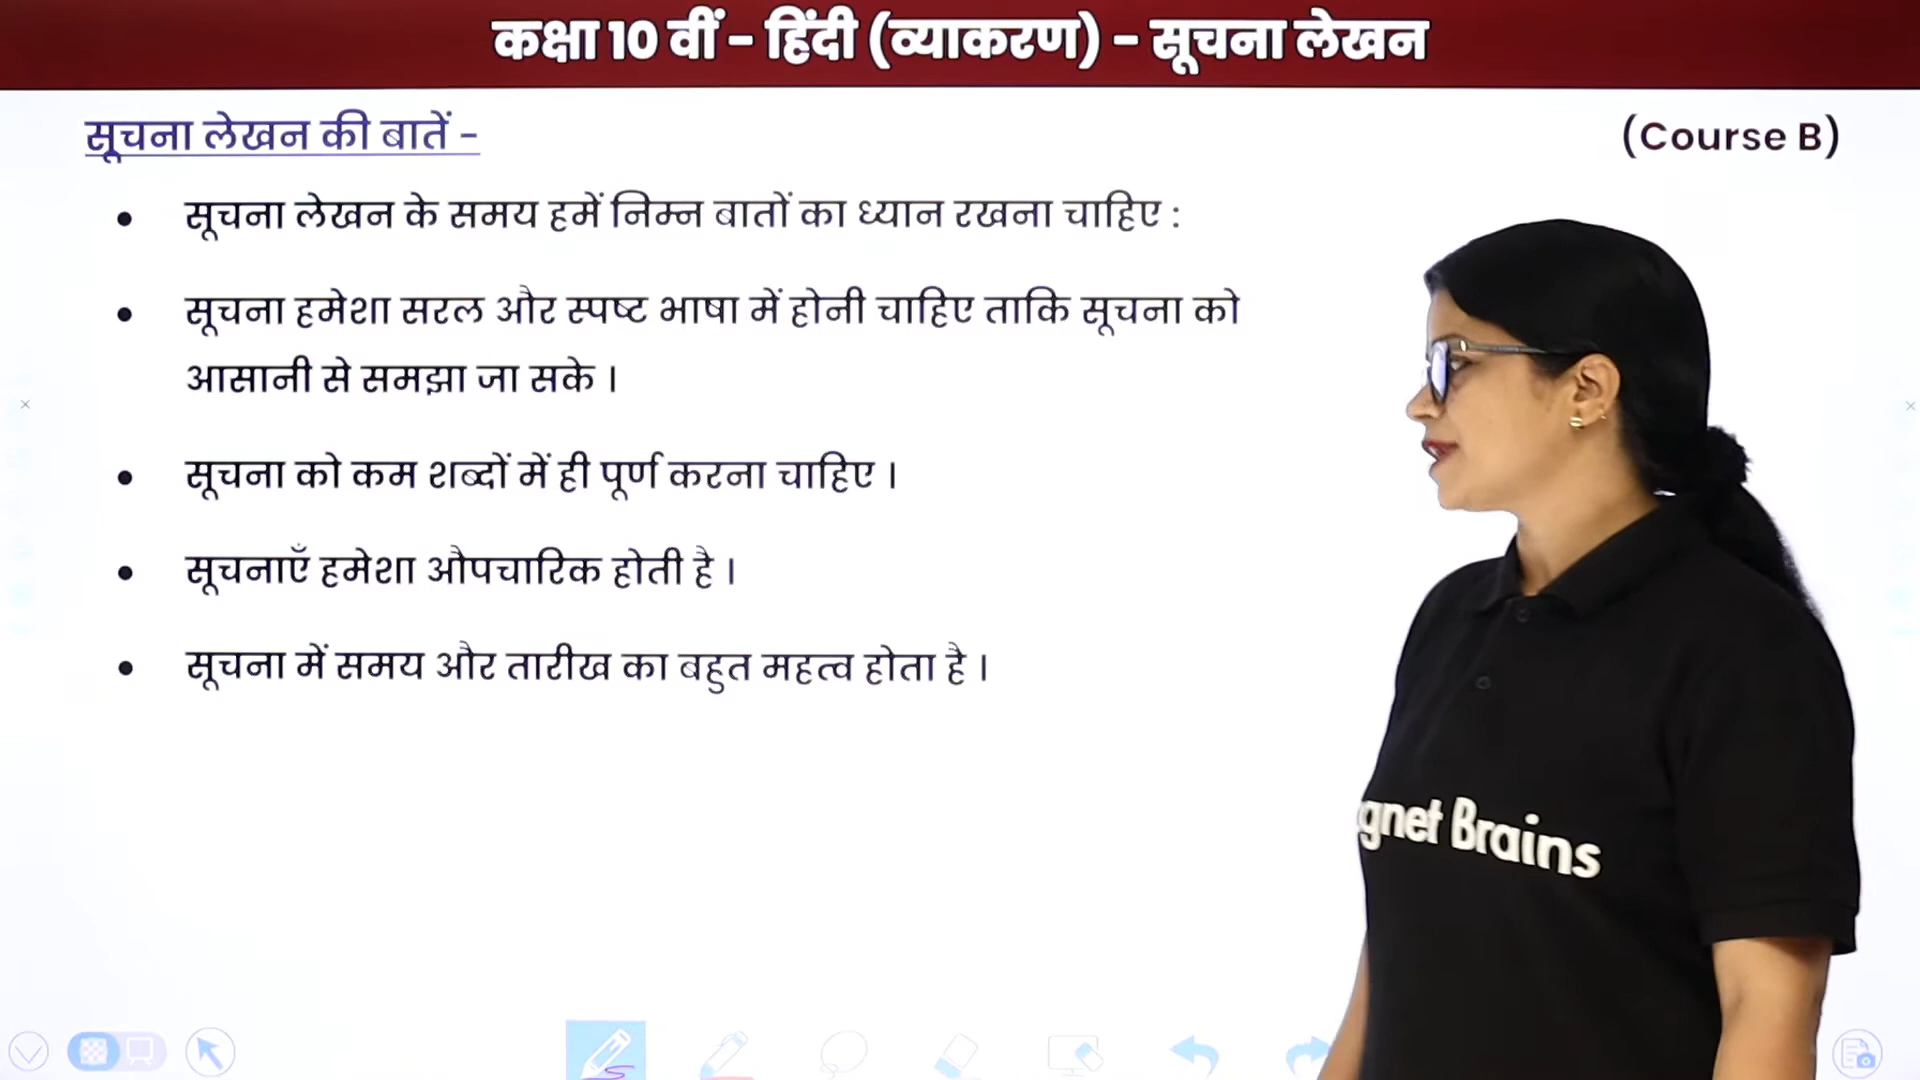 कक्षा 10 वीं - हिंदी (व्याकरण) - सूचना लेखन
सूचना लेखन की बातें -
(Course B)
• सूचना लेखन के समय हमें निम्न बातों का ध्यान रखना चाहिए :
• सूचना हमेशा सरल और स्पष्ट भाषा में होनी चाहिए ताकि सूचना को
आसानी से समझा जा सके ।
• सूचना को कम शब्दों में ही पूर्ण करना चाहिए ।
• सूचनाएँ हमेशा औपचारिक होती है ।
• सूचना में समय और तारीख का बहुत महत्व होता है ।
gnet Brains